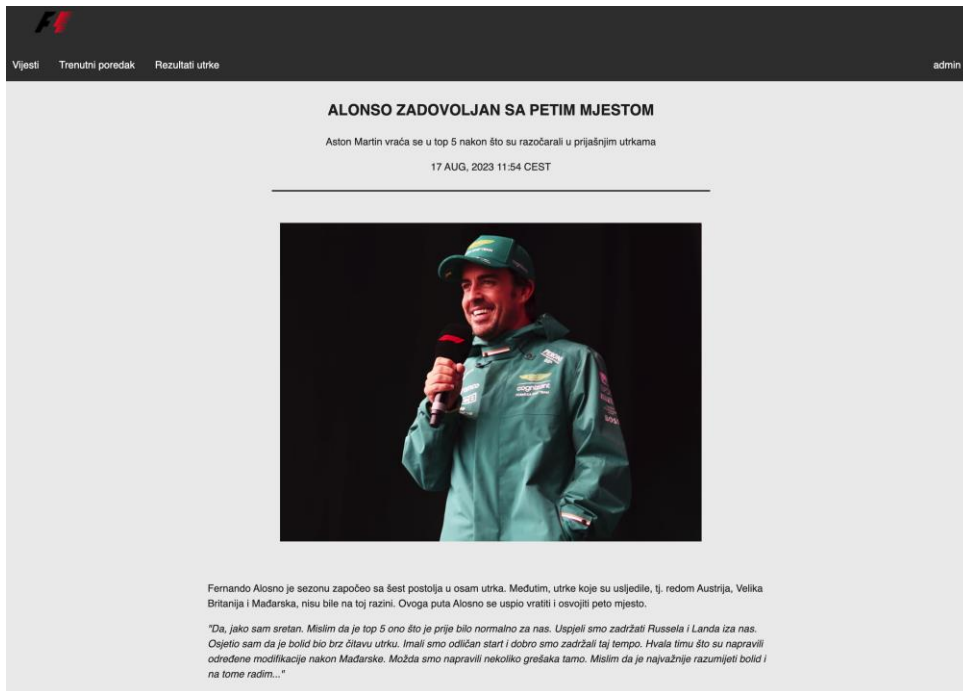 F1
Vijesti Trenutni poredak Rezultati utrke admin
ALONSO ZADOVOLJAN SA PETIM MJESTOM
Aston Martin vraća se u top 5 nakon što su razočarali u prijašnjim utrkama
17 AUG, 2023 11:54 CEST
cognizant
Fernando Alosno je sezonu započeo sa šest postolja u osam utrka. Međutim, utrke koje su usljedile, tj. redom Austrija, Velika
Britanija i Mađarska, nisu bile na toj razini. Ovoga puta Alosno se uspio vratiti i osvojiti peto mjesto.
"Da, jako sam sretan. Mislim da je top 5 ono što je prije bilo normalno za nas. Uspjeli smo zadržati Russela i Landa iza nas.
Osjetio sam da je bolid bio brz čitavu utrku. Imali smo odličan start i dobro smo zadržali taj tempo. Hvala timu što su napravili
određene modifikacije nakon Mađarske. Možda smo napravili nekoliko grešaka tamo. Mislim da je najvažnije razumijeti bolid i
na tome radim..."